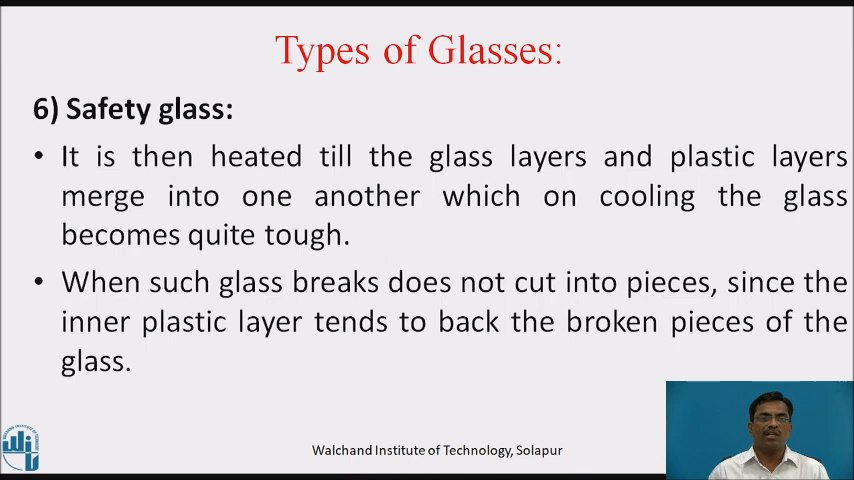 Types of Glasses:
6) Safety glass:
• It is then heated till the glass layers and plastic layers
merge into one another which on cooling the glass
becomes quite tough.
• When such glass breaks does not cut into pieces, since the
inner plastic layer tends to back the broken pieces of the
glass.
Walchand Institute of Technology, Solapur